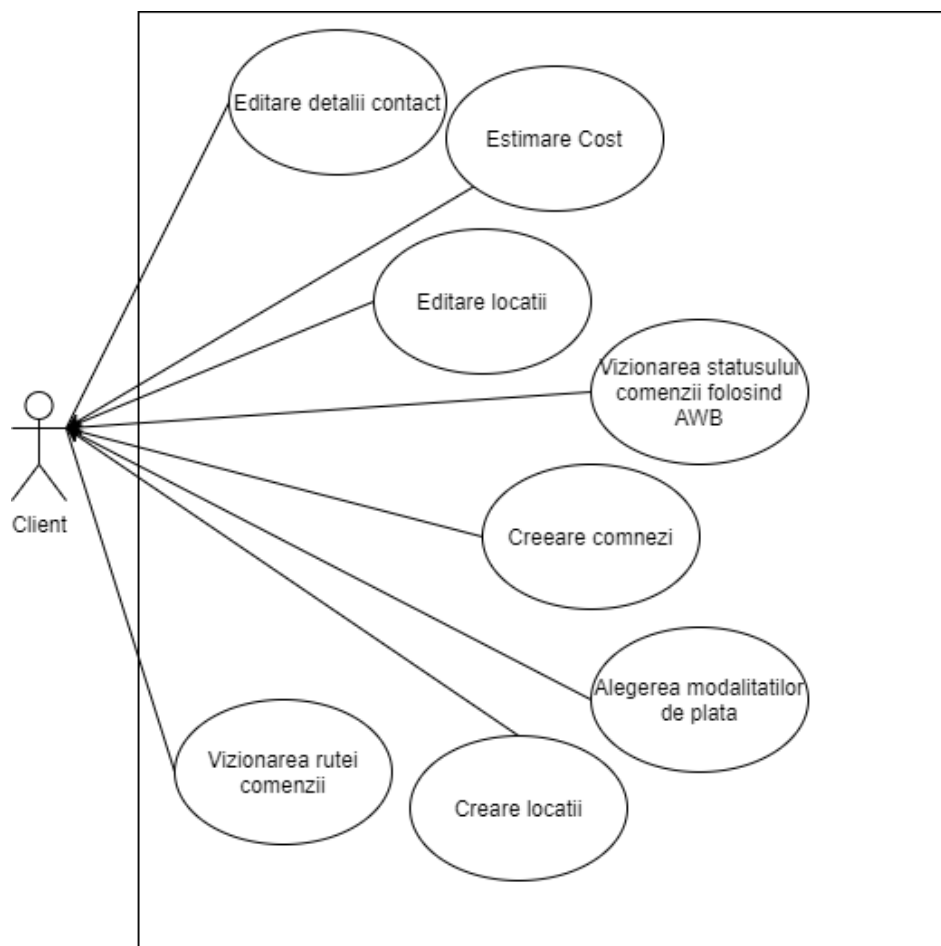 Editare detalii contact
Estimare Cost
Editare locatii
Vizionarea statusului
comenzii folosind
AWB
Client
Creeare comnezi
Alegerea modalitatilor
de plata
Vizionarea rutei
comenzii
Creare locatii